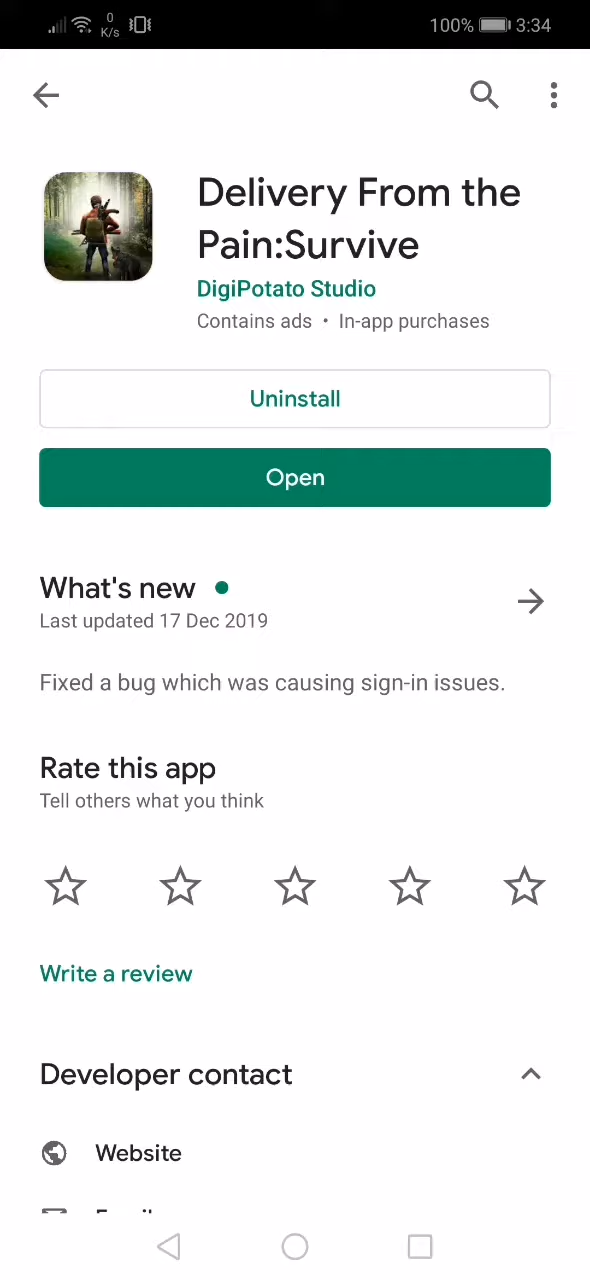 0
K/s
100%
3:34
Delivery From the
Pain:Survive
DigiPotato Studio
Contains ads • In-app purchases
Uninstall
Open
What's new
Last updated 17 Dec 2019
Fixed a bug which was causing sign-in issues.
Rate this app
Tell others what you think
Write a review
Developer contact
Website